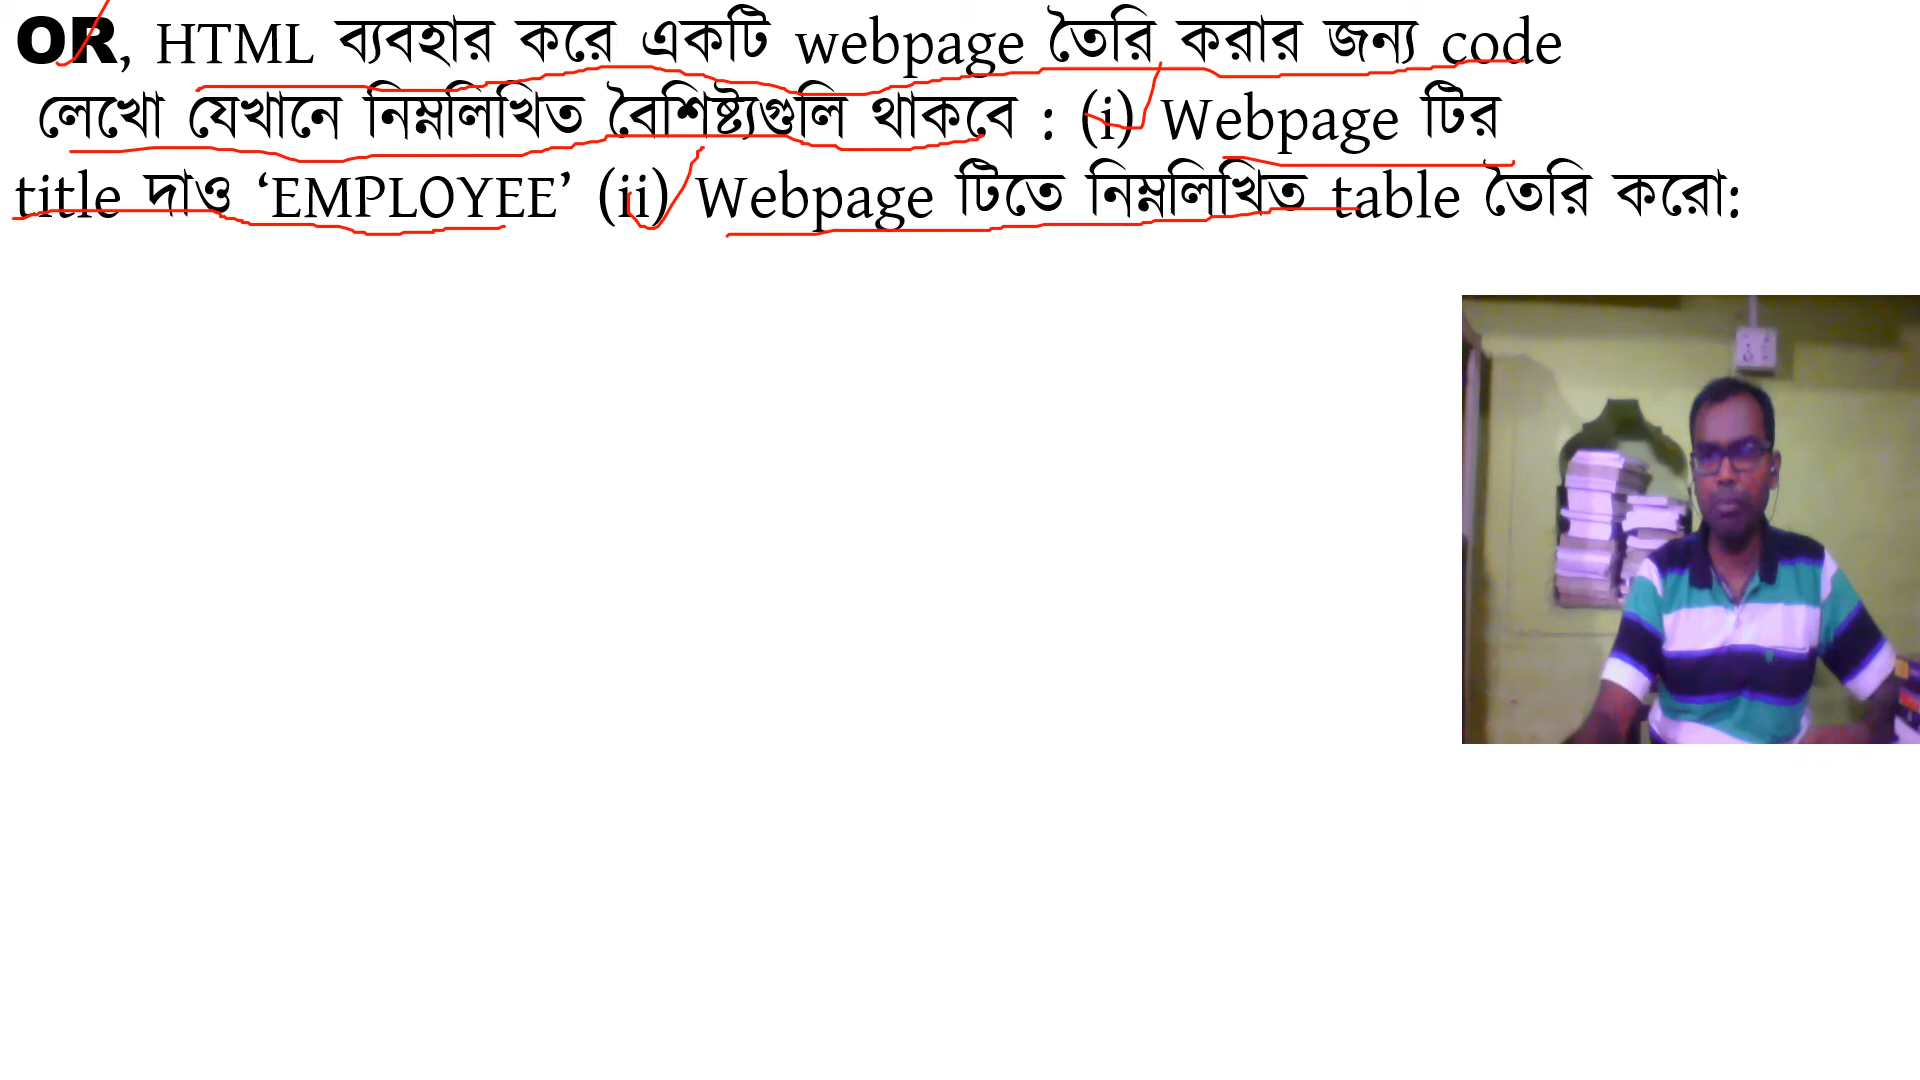 OR, HTML ব্যবহার করে একটি webpage তৈরি করার জন্য code
লেখো যেখানে নিম্নলিখিত বৈশিষ্ট্যগুলি থাকবে : (i) Webpage টির
title দাও ‘EMPLOYEE’ (ii) Webpage টিতে নিম্নলিখিত table তৈরি করো: